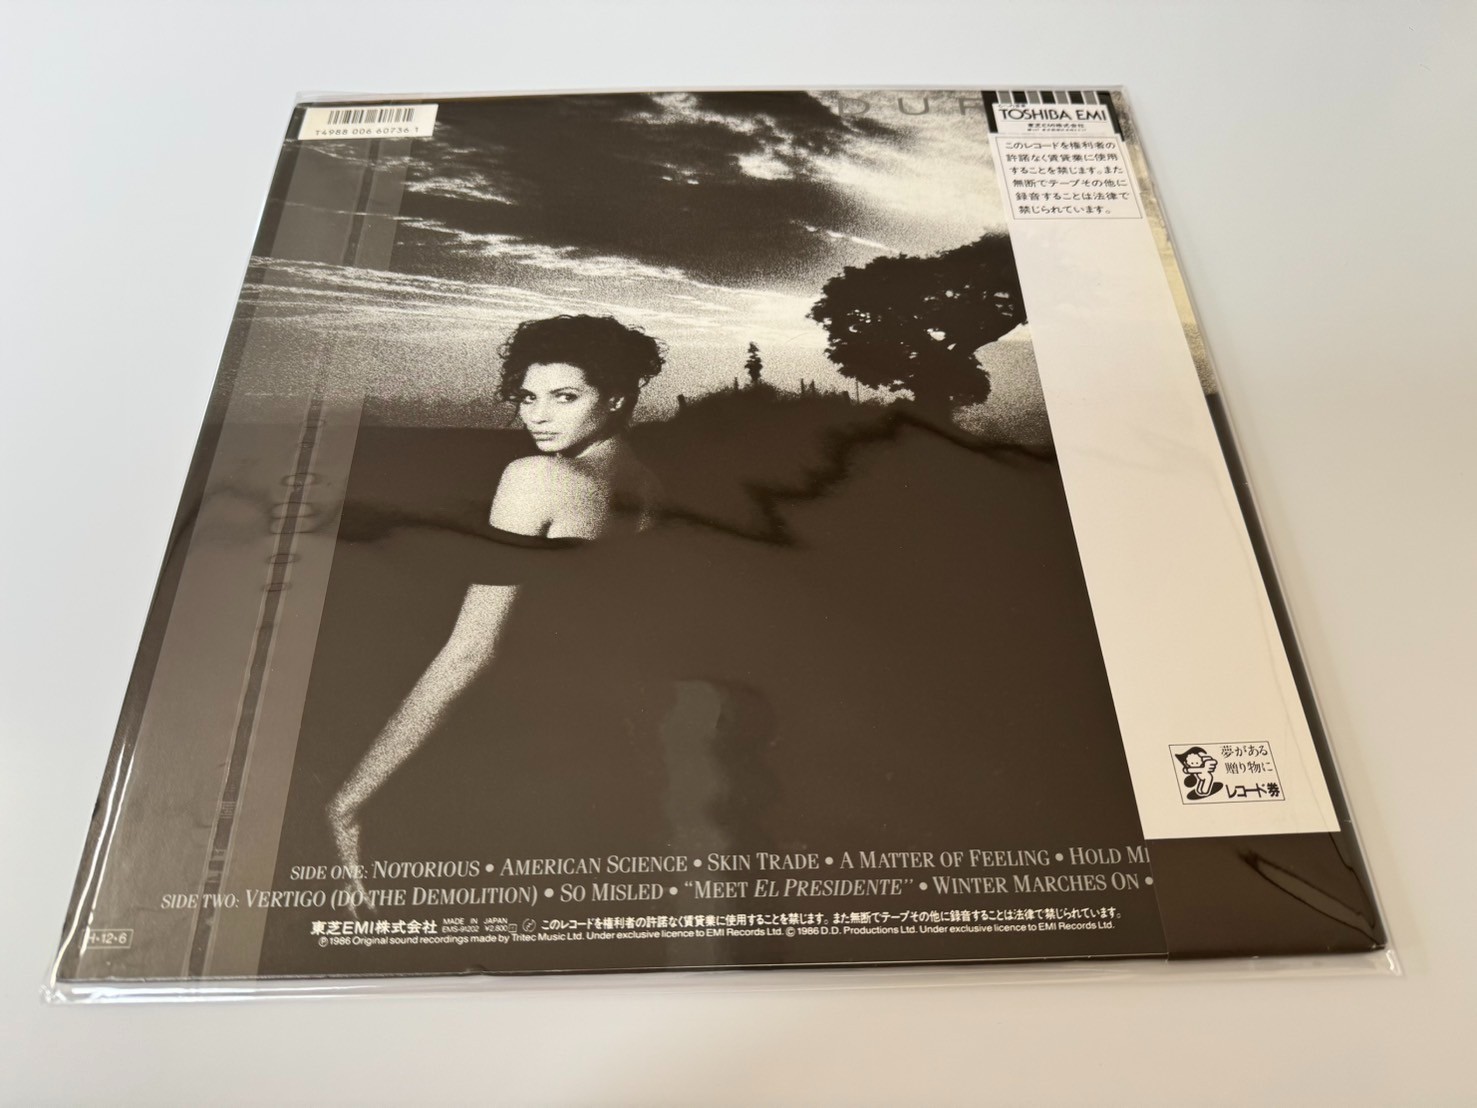 T4988 006 60736 1
DUR
TOSHIBA EMI
東芝EMI株式会社
このレコードを権利者の
許諾なく賃貸業に使用
することを禁じます。また
無断でテープその他に
録音することは法律で
禁じられています。
夢がある
贈り物に
レコード券
SIDE ONE: NOTORIOUS • AMERICAN SCIENCE • SKIN TRADE • A MATTER OF FEELING • HOLD M
SIDE TWO: VERTIGO (DO THE DEMOLITION) • SO MISLED • “MEET EL PRESIDENTE” • WINTER MARCHES ON •
東芝EMI株式会社 MADE IN JAPAN EMS-91202 ¥2,800 このレコードを権利者の許諾なく賃貸業に使用することを禁じます。また無断でテープその他に録音することは法律で禁じられています。
Ⓟ 1986 Original sound recordings made by Tritec Music Ltd. Under exclusive licence to EMI Records Ltd. © 1986 D.D. Productions Ltd. Under exclusive licence to EMI Records Ltd.
H·12·6